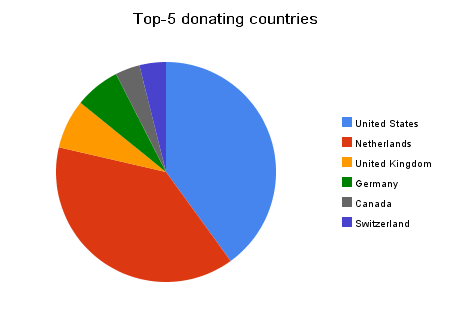 Top-5 donating countries
United States
Netherlands
United Kingdom
Germany
Canada
Switzerland